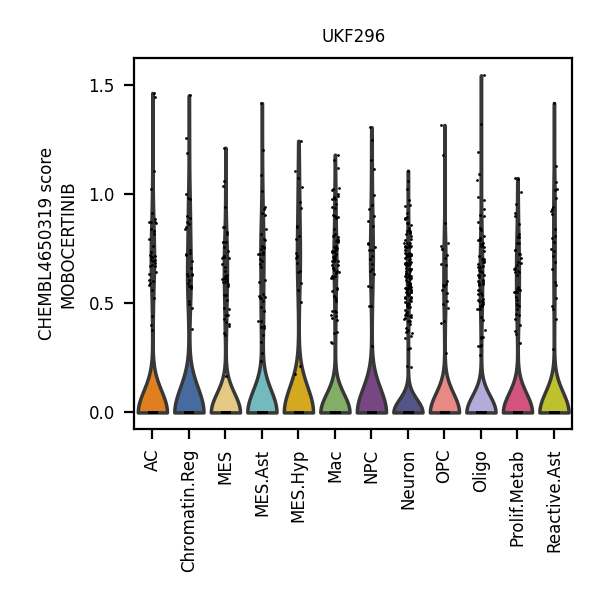 UKF296
CHEMBL4650319 score
MOBOCERTINIB
1.5
1.0
0.5
0.0
AC
Chromatin.Reg
MES
MES.Ast
MES.Hyp
Mac
NPC
Neuron
OPC
Oligo
Prolif.Metab
Reactive.Ast